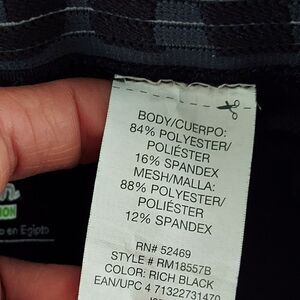 BODY/CUERPO:
84% POLYESTER/
POLIÉSTER
16% SPANDEX
MESH/MALLA:
88% POLYESTER/
POLIÉSTER
12% SPANDEX
RN# 52469
STYLE # RM18557B
COLOR: RICH BLACK
EAN/UPC 4 71322731470
en Egipto